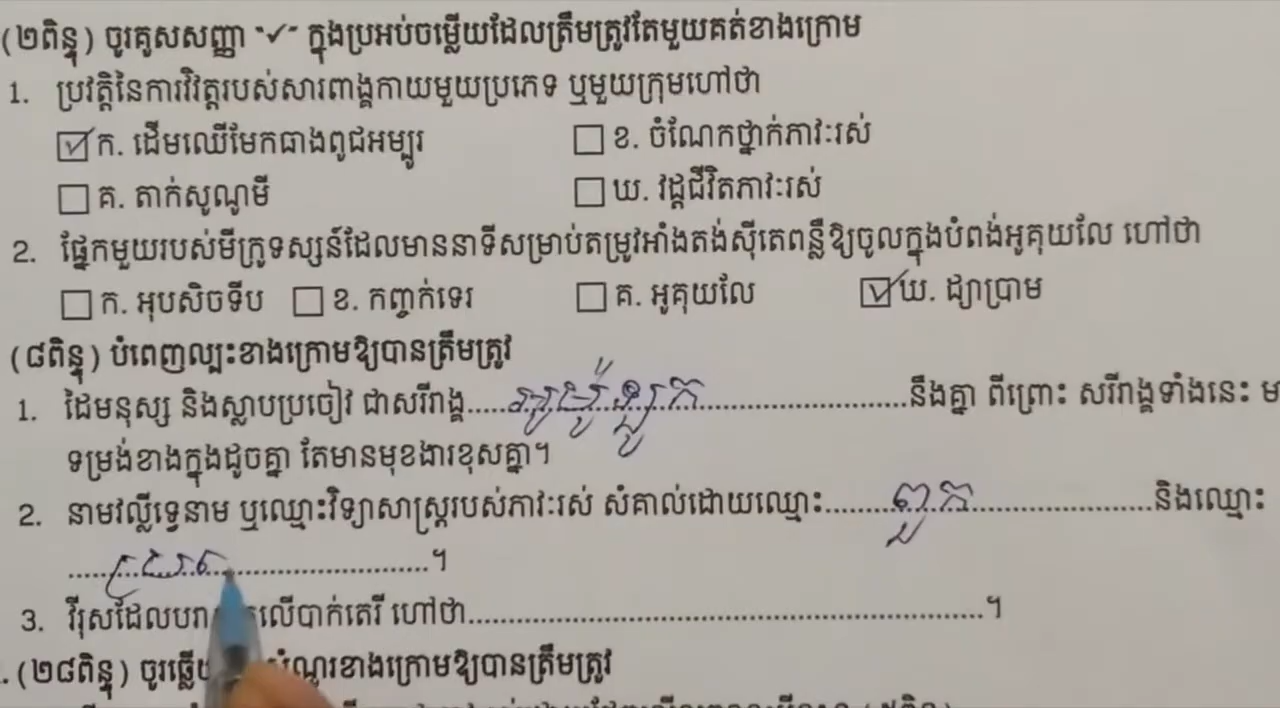 (២ពិន្ទុ) ចូរគូសសញ្ញា "✓" ក្នុងប្រអប់ចម្លើយដែលត្រឹមត្រូវតែមួយគត់ខាងក្រោម
1. ប្រវត្តិនៃការវិវត្តរបស់សារពាង្គកាយមួយប្រភេទ ឬមួយក្រុមហៅថា
☑ ក. ដើមឈើមែកធាងពូជអម្បូរ ☐ ខ. ចំណែកថ្នាក់ភាវៈរស់
☐ គ. តាក់សូណូមី ☐ ឃ. វដ្ដជីវិតភាវៈរស់
2. ផ្នែកមួយរបស់មីក្រូទស្សន៍ដែលមាននាទីសម្រាប់តម្រូវអាំងតង់ស៊ីតេពន្លឺឱ្យចូលក្នុងបំពង់អូគុយលែ ហៅថា
☐ ក. អុបសិចទីប ☐ ខ. កញ្ចក់ទេរ ☐ គ. អូគុយលែ ☑ ឃ. ដ្យាប្រាម
(៨ពិន្ទុ) បំពេញល្បះខាងក្រោមឱ្យបានត្រឹមត្រូវ
1. ដៃមនុស្ស និងស្លាបប្រចៀវ ជាសរីរាង្គ.....អូម៉ូឡូក....................នឹងគ្នា ពីព្រោះ សរីរាង្គទាំងនេះ ម
ទម្រង់ខាងក្នុងដូចគ្នា តែមានមុខងារខុសគ្នា។
2. នាមវល្លីទ្វេនាម ឬឈ្មោះវិទ្យាសាស្ត្ររបស់ភាវៈរស់ សំគាល់ដោយឈ្មោះ........ពួក....................និងឈ្មោះ
..............................។
3. វីរុសដែលបរា លើបាក់តេរី ហៅថា..................................................។
.(២៨ពិន្ទុ) ចូរឆ្លើយ សំណួរខាងក្រោមឱ្យបានត្រឹមត្រូវ